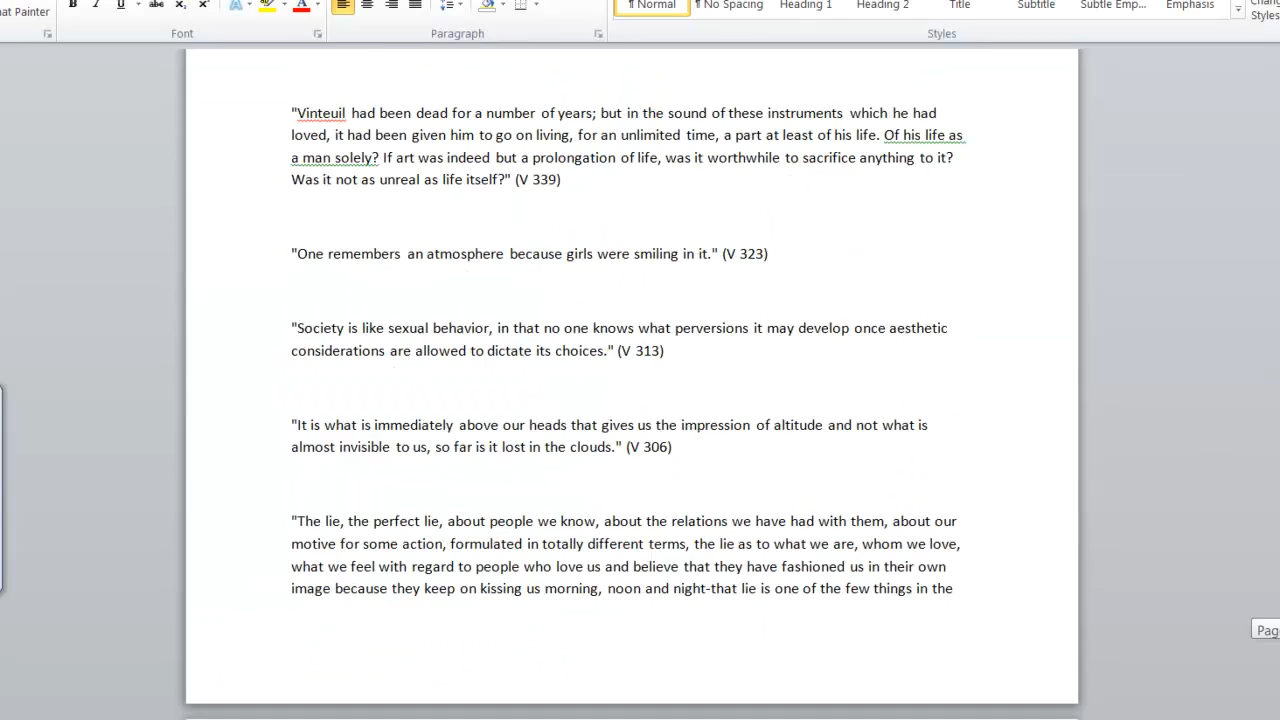 at Painter
B I U abc x₂ x² A A
Font
Paragraph
¶ Normal ¶ No Spacing Heading 1 Heading 2 Title Subtitle Subtle Emp... Emphasis
Styles
Styles
"Vinteuil had been dead for a number of years; but in the sound of these instruments which he had
loved, it had been given him to go on living, for an unlimited time, a part at least of his life. Of his life as
a man solely? If art was indeed but a prolongation of life, was it worthwhile to sacrifice anything to it?
Was it not as unreal as life itself?" (V 339)
"One remembers an atmosphere because girls were smiling in it." (V 323)
"Society is like sexual behavior, in that no one knows what perversions it may develop once aesthetic
considerations are allowed to dictate its choices." (V 313)
"It is what is immediately above our heads that gives us the impression of altitude and not what is
almost invisible to us, so far is it lost in the clouds." (V 306)
"The lie, the perfect lie, about people we know, about the relations we have had with them, about our
motive for some action, formulated in totally different terms, the lie as to what we are, whom we love,
what we feel with regard to people who love us and believe that they have fashioned us in their own
image because they keep on kissing us morning, noon and night-that lie is one of the few things in the
Pag